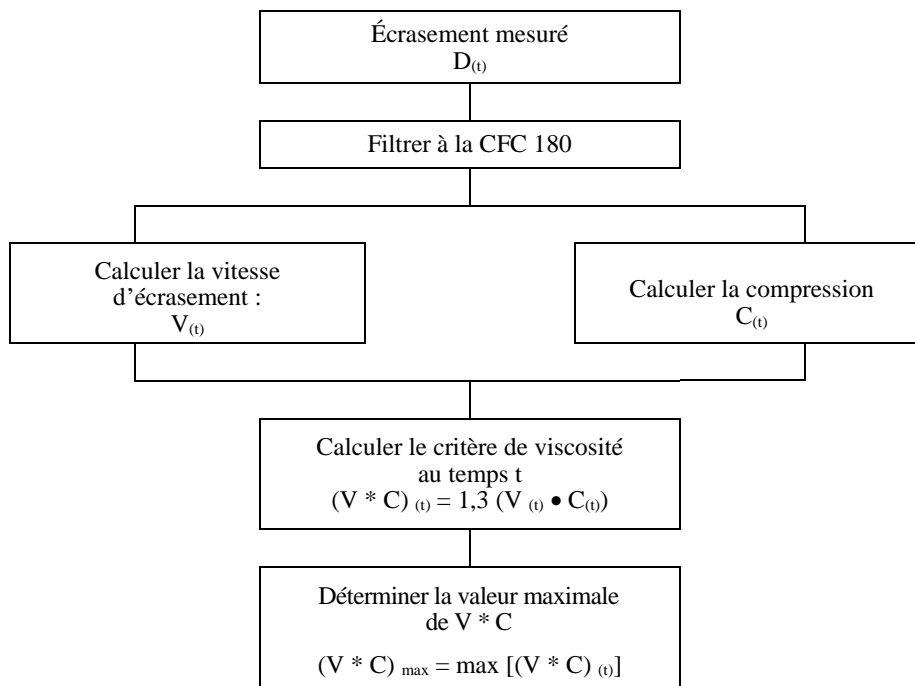 Écrasement mesuré
D(t)
Filtrer à la CFC 180
Calculer la vitesse
d’écrasement :
V(t)
Calculer la compression
C(t)
Calculer le critère de viscosité
au temps t
(V * C) (t) = 1,3 (V (t) • C(t))
Déterminer la valeur maximale
de V * C
(V * C) max = max [(V * C) (t)]